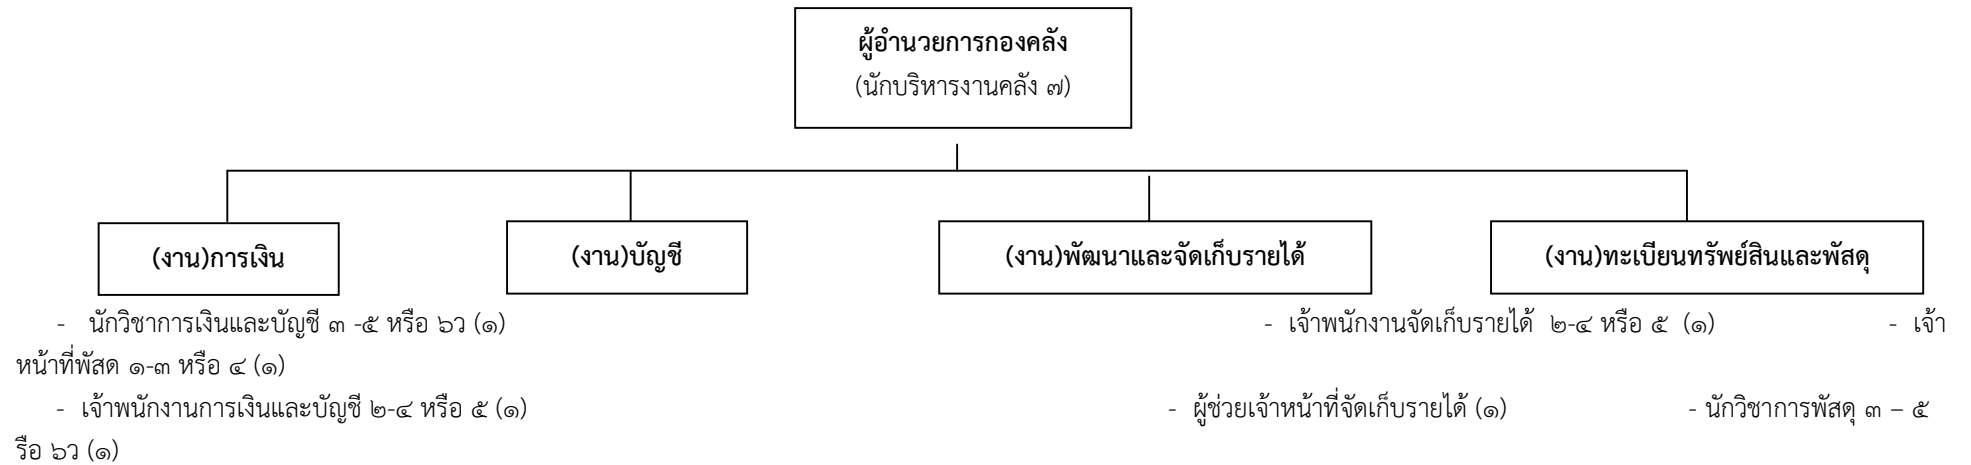 ผู้อำนวยการกองคลัง
(นักบริหารงานคลัง ๗)
(งาน)การเงิน (งาน)บัญชี (งาน)พัฒนาและจัดเก็บรายได้ (งาน)ทะเบียนทรัพย์สินและพัสดุ
- นักวิชาการเงินและบัญชี ๓ -๕ หรือ ๖ว (๑) - เจ้าพนักงานจัดเก็บรายได้ ๒-๔ หรือ ๕ (๑) - เจ้า
หน้าที่พัสด ๑-๓ หรือ ๔ (๑)
- เจ้าพนักงานการเงินและบัญชี ๒-๔ หรือ ๕ (๑) - ผู้ช่วยเจ้าหน้าที่จัดเก็บรายได้ (๑) - นักวิชาการพัสดุ ๓ – ๕
รือ ๖ว (๑)